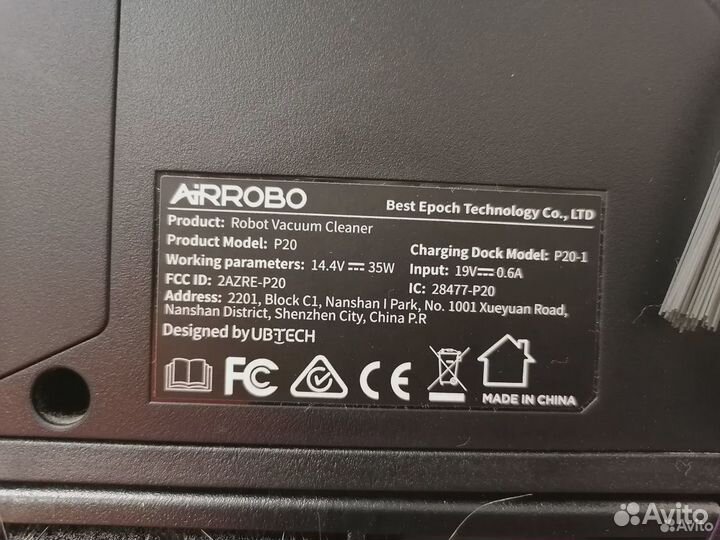 AiRROBO
Best Epoch Technology Co., LTD
Product: Robot Vacuum Cleaner
Product Model: P20
Charging Dock Model: P20-1
Working parameters: 14.4V⎓35W
Input: 19V⎓0.6A
FCC ID: 2AZRE-P20
IC: 28477-P20
Address: 2201, Block C1, Nanshan I Park, No. 1001 Xueyuan Road,
Nanshan District, Shenzhen City, China P.R
Designed by UBTECH
FC CE
MADE IN CHINA
Avito
Avito